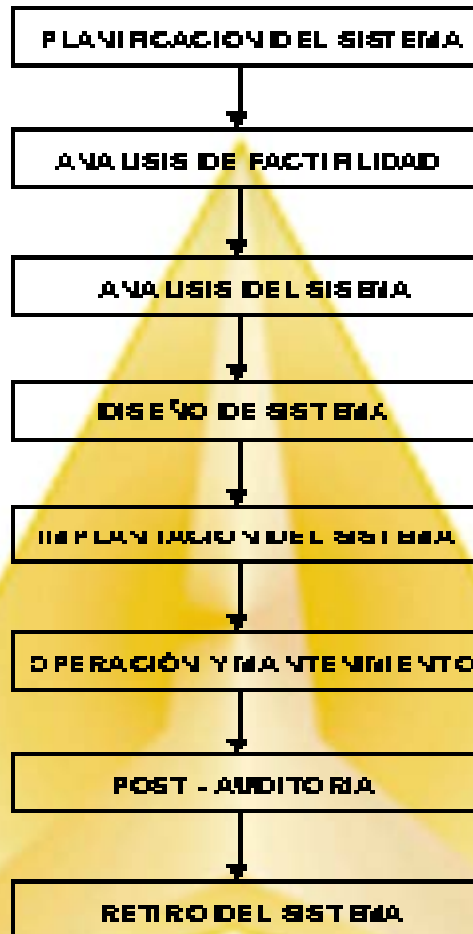 PLANIFICACION DEL SISTEMA
ANALISIS DE FACTIBILIDAD
ANALISIS DEL SISEMA
DISEÑO DE SISTEMA
IMPLANTACION DEL SISTEMA
OPERACIÓN Y MANTENIMIENTO
POST - AUDITORIA
RETIRO DEL SISTEMA